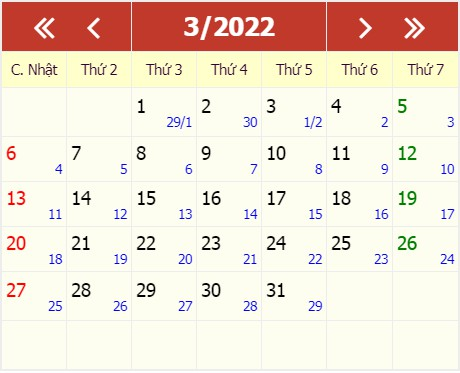 « ‹ 3/2022 › »
C. Nhật Thứ 2 Thứ 3 Thứ 4 Thứ 5 Thứ 6 Thứ 7
1 29/1 2 30 3 1/2 4 2 5 3
6 4 7 5 8 6 9 7 10 8 11 9 12 10
13 11 14 12 15 13 16 14 17 15 18 16 19 17
20 18 21 19 22 20 23 21 24 22 25 23 26 24
27 25 28 26 29 27 30 28 31 29